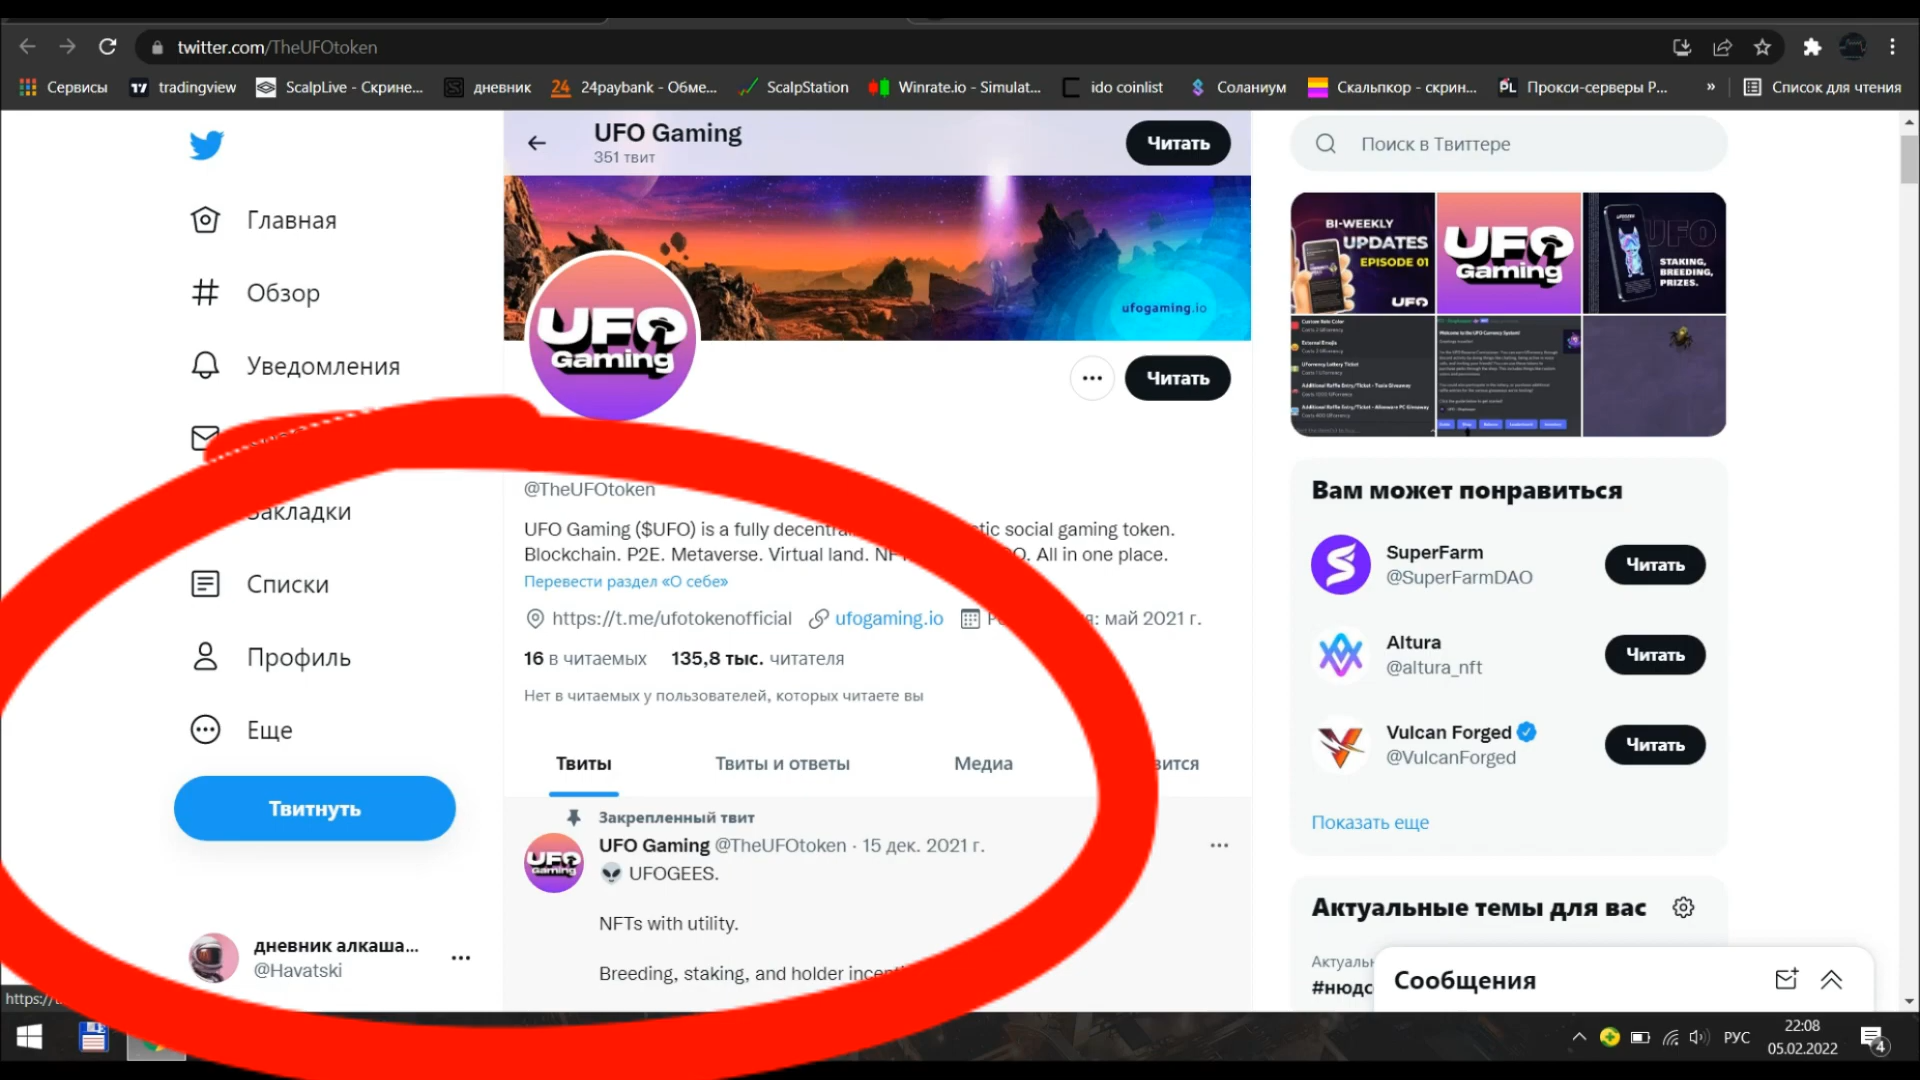 twitter.com/TheUFOtoken
Сервисы
tradingview
ScalpLive - Скрине...
дневник
24paybank - Обме...
ScalpStation
Winrate.io - Simulat...
ido coinlist
Соланиум
Скальпкор - скрин...
Прокси-серверы Р...
»
Список для чтения
Главная
Обзор
Уведомления
Закладки
Списки
Профиль
Еще
Твитнуть
дневник алкаша...
@Havatski
UFO Gaming
351 твит
Читать
ufogaming.io
UFO
Gaming
Читать
@TheUFOtoken
UFO Gaming ($UFO) is a fully social gaming token.
Blockchain. P2E. Metaverse. Virtual land. All in one place.
Перевести раздел «О себе»
https://t.me/ufotokenofficial
ufogaming.io
май 2021 г.
16 в читаемых
135,8 тыс. читателя
Нет в читаемых у пользователей, которых читаете вы
Твиты
Твиты и ответы
Медиа
Закрепленный твит
UFO Gaming @TheUFOtoken · 15 дек. 2021 г.
UFO
Gaming
👽 UFOGEES.
NFTs with utility.
Breeding, staking, and holder
Поиск в Твиттере
BI-WEEKLY
UPDATES
EPISODE 01
UFO
UFO
Gaming
UFO
STAKING,
BREEDING,
PRIZES.
Вам может понравиться
SuperFarm
@SuperFarmDAO
Читать
Altura
@altura_nft
Читать
Vulcan Forged
@VulcanForged
Читать
Показать еще
Актуальные темы для вас
Сообщения
РУС
22:08
05.02.2022
4